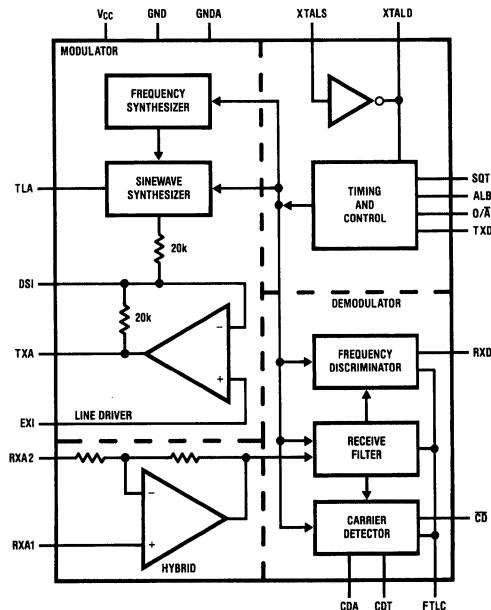 VCC GND GNDA XTALS XTALD
MODULATOR
FREQUENCY
SYNTHESIZER
SINEWAVE
SYNTHESIZER
TLA
20k
DSI
20k
TXA
EXI
LINE DRIVER
TIMING
AND
CONTROL
SQT
ALB
O/A̅
TXD
DEMODULATOR
FREQUENCY
DISCRIMINATOR
RXD
RECEIVE
FILTER
CARRIER
DETECTOR
C̅D̅
RXA2
RXA1
HYBRID
CDA CDT FTLC